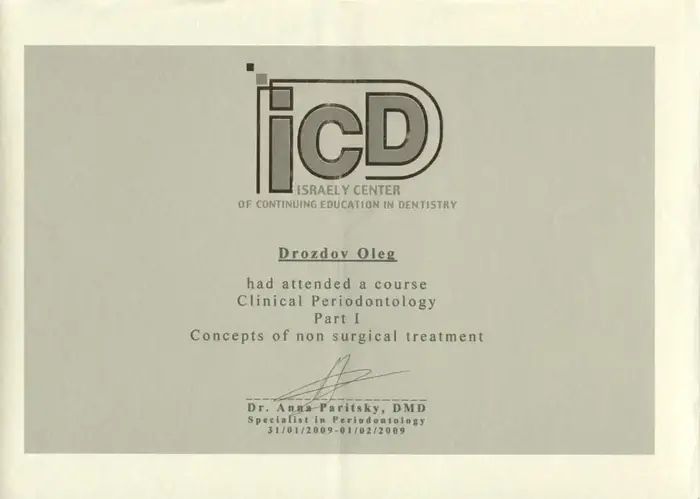 iCD
ISRAELY CENTER
OF CONTINUING EDUCATION IN DENTISTRY
Drozdov Oleg
had attended a course
Clinical Periodontology
Part I
Concepts of non surgical treatment
Dr. Anna Paritsky, DMD
Specialist in Periodontology
31/01/2009-01/02/2009